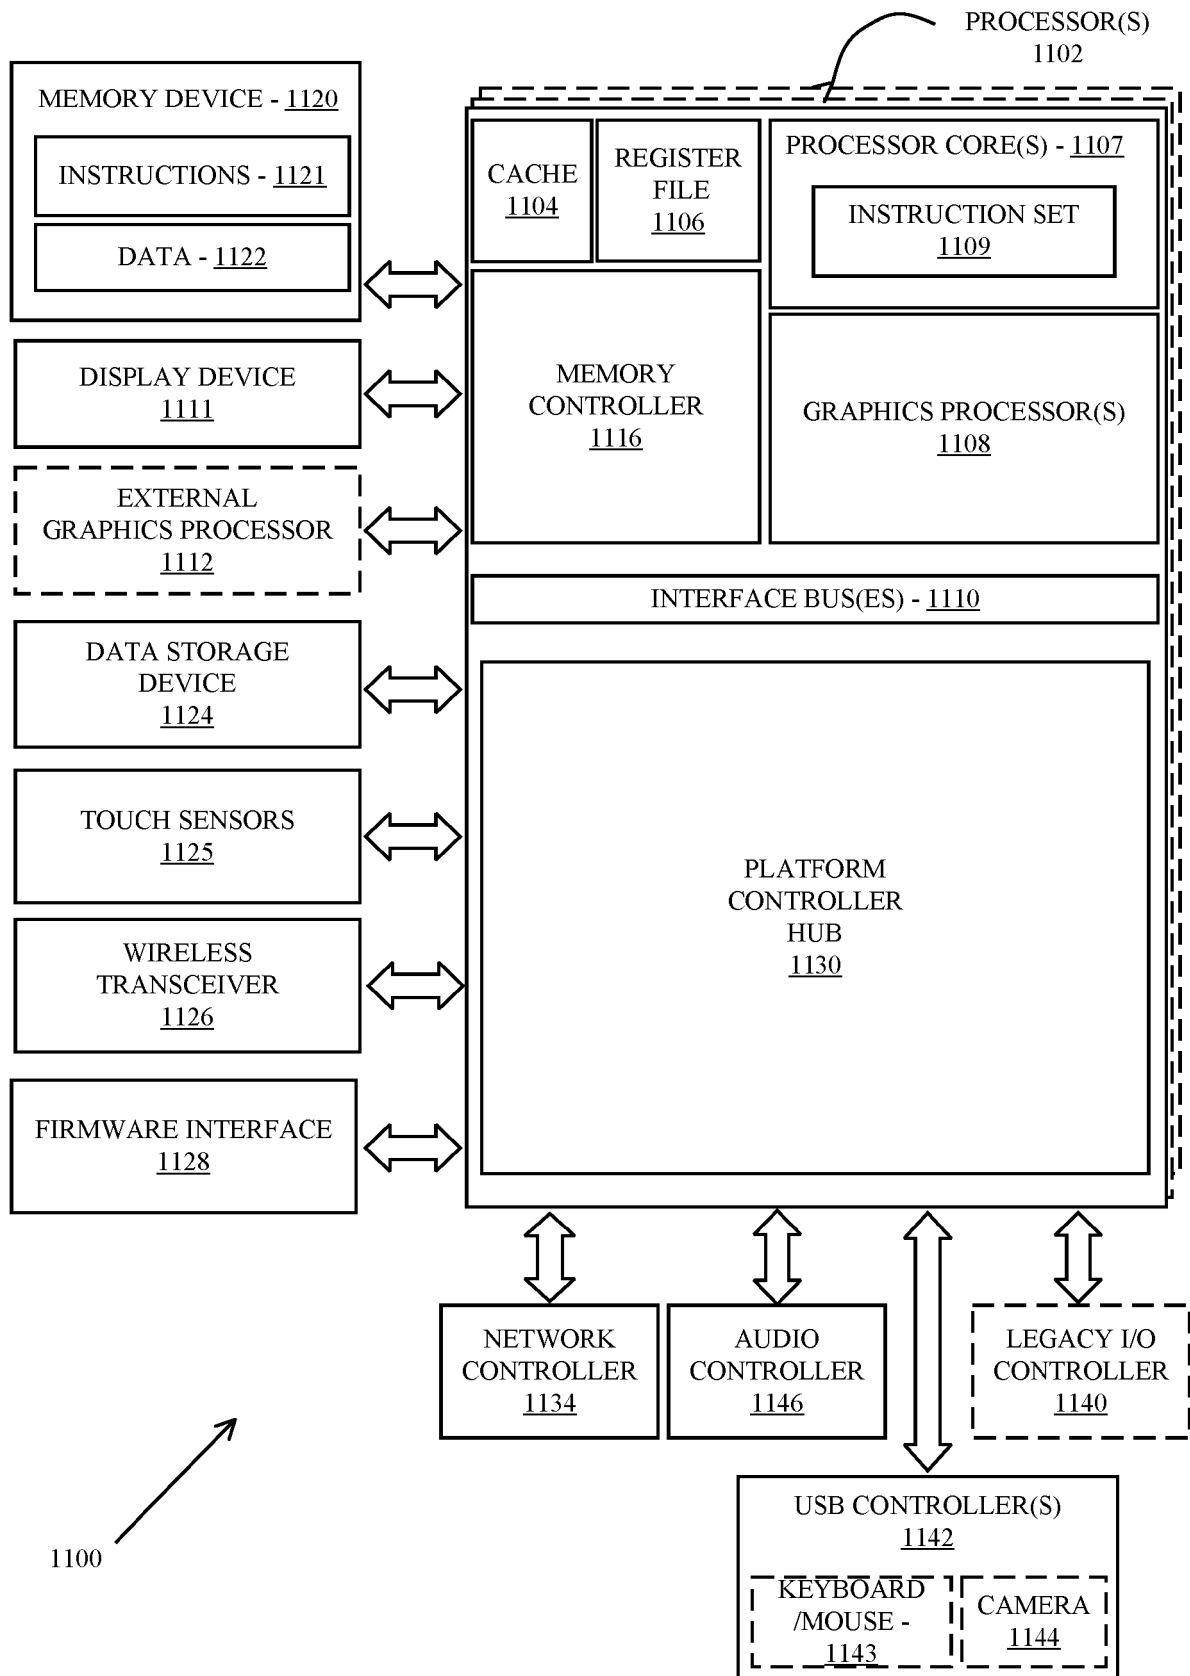 PROCESSOR(S)
1102
MEMORY DEVICE - 1120
INSTRUCTIONS - 1121
DATA - 1122
CACHE
1104
REGISTER
FILE
1106
PROCESSOR CORE(S) - 1107
INSTRUCTION SET
1109
DISPLAY DEVICE
1111
MEMORY
CONTROLLER
1116
GRAPHICS PROCESSOR(S)
1108
EXTERNAL
GRAPHICS PROCESSOR
1112
INTERFACE BUS(ES) - 1110
DATA STORAGE
DEVICE
1124
TOUCH SENSORS
1125
PLATFORM
CONTROLLER
HUB
1130
WIRELESS
TRANSCEIVER
1126
FIRMWARE INTERFACE
1128
NETWORK
CONTROLLER
1134
AUDIO
CONTROLLER
1146
LEGACY I/O
CONTROLLER
1140
USB CONTROLLER(S)
1142
KEYBOARD
/MOUSE -
1143
CAMERA
1144
1100